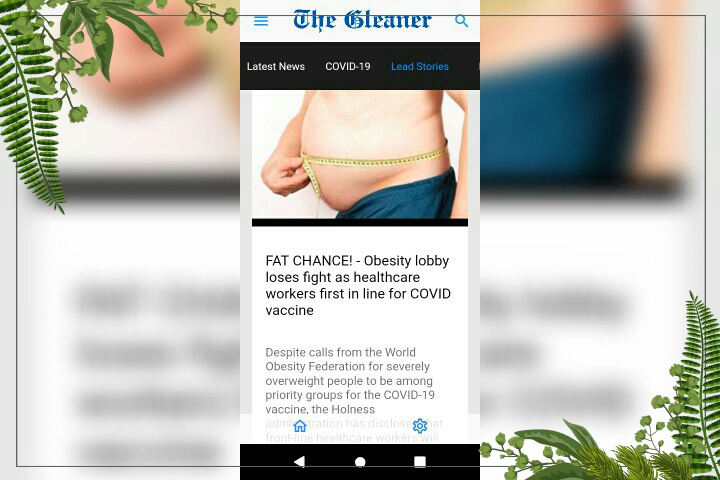 The Gleaner
Latest News COVID-19 Lead Stories
FAT CHANCE! - Obesity lobby
loses fight as healthcare
workers first in line for COVID
vaccine
Despite calls from the World
Obesity Federation for severely
overweight people to be among
priority groups for the COVID-19
vaccine, the Holness
administration has disclosed that
front-line healthcare workers will